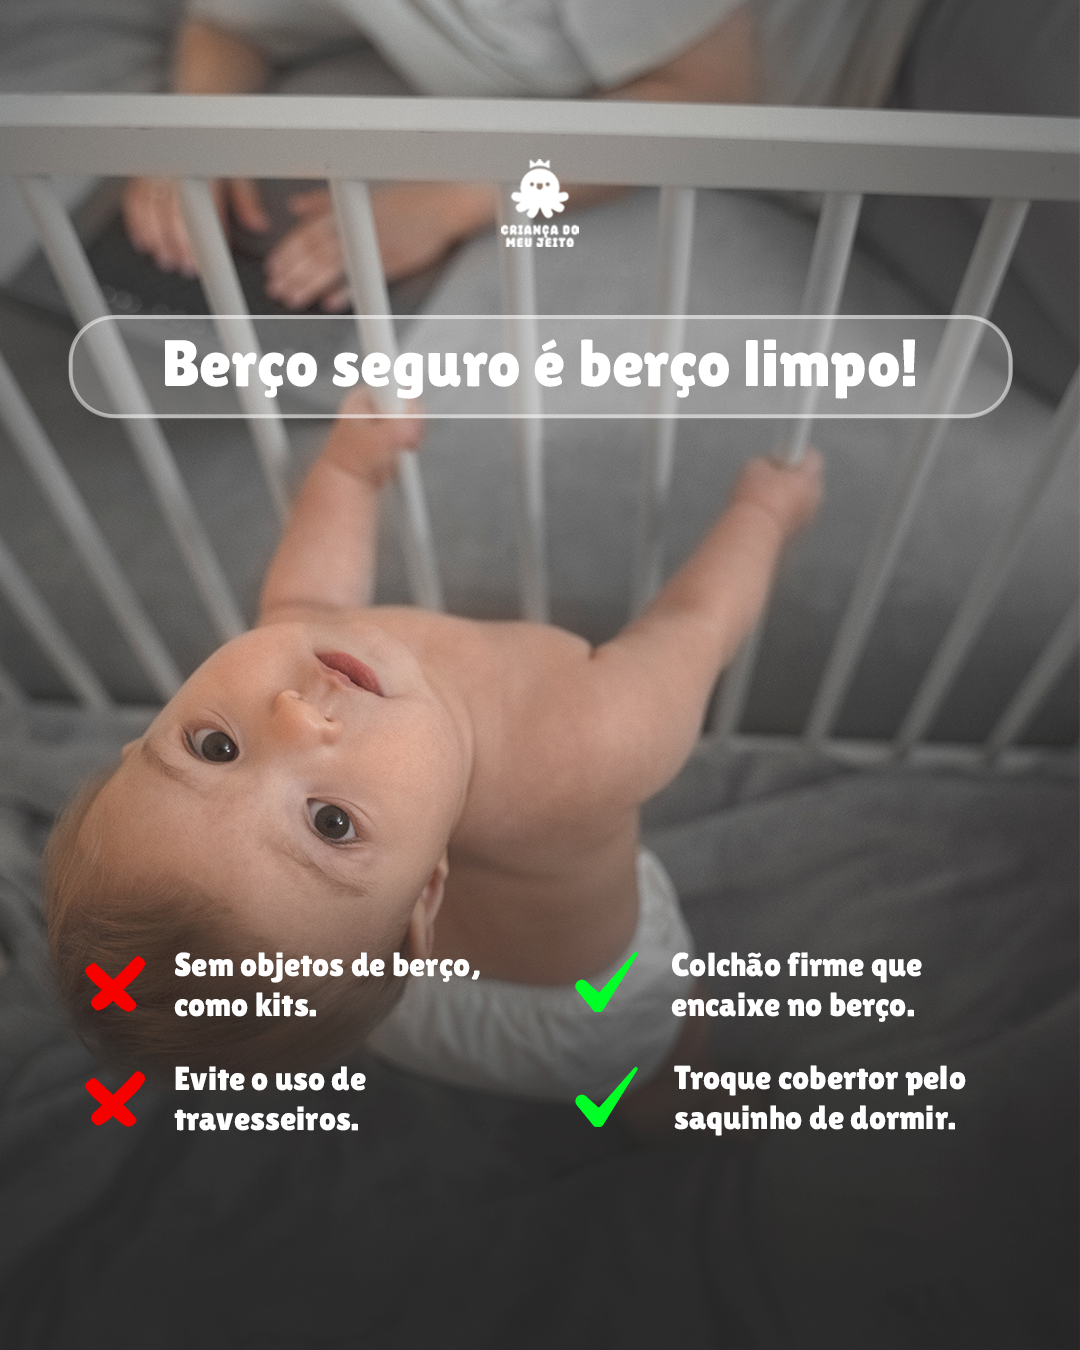 CRIANÇA DO
MEU JEITO
Berço seguro é berço limpo!
Sem objetos de berço,
como kits.
Evite o uso de
travesseiros.
Colchão firme que
encaixe no berço.
Troque cobertor pelo
saquinho de dormir.